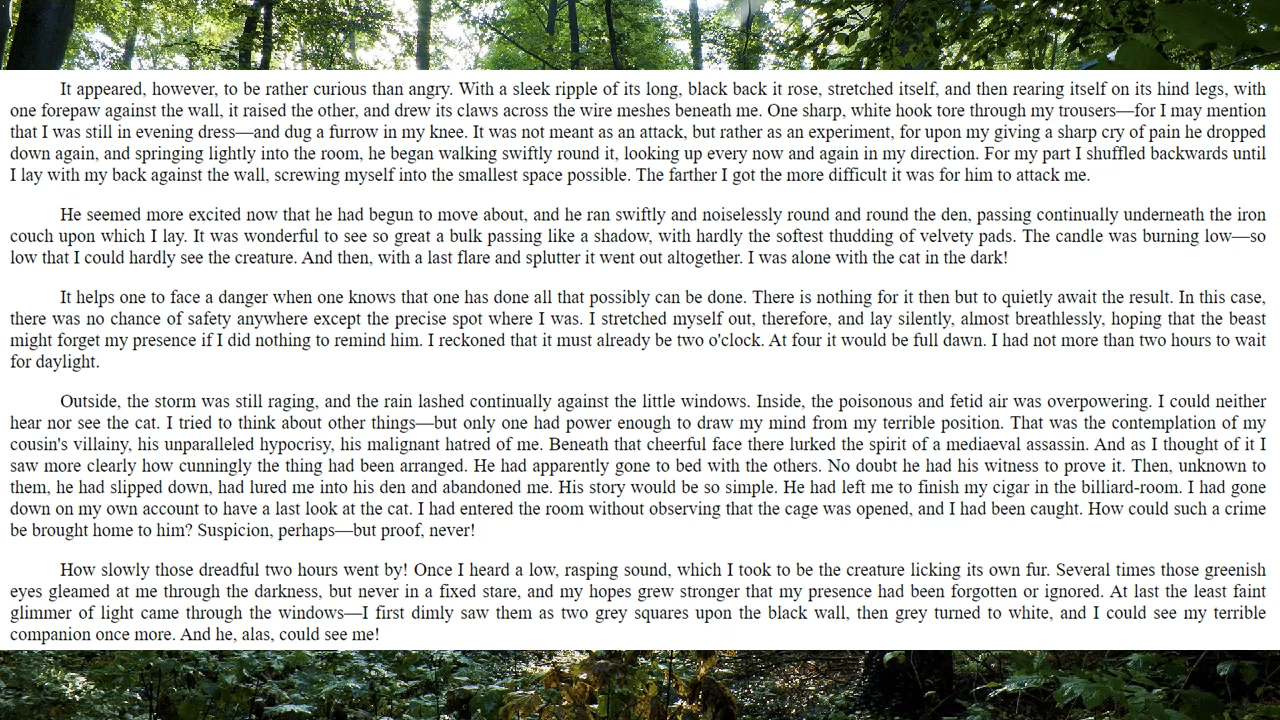 It appeared, however, to be rather curious than angry. With a sleek ripple of its long, black back it rose, stretched itself, and then rearing itself on its hind legs, with
one forepaw against the wall, it raised the other, and drew its claws across the wire meshes beneath me. One sharp, white hook tore through my trousers—for I may mention
that I was still in evening dress—and dug a furrow in my knee. It was not meant as an attack, but rather as an experiment, for upon my giving a sharp cry of pain he dropped
down again, and springing lightly into the room, he began walking swiftly round it, looking up every now and again in my direction. For my part I shuffled backwards until
I lay with my back against the wall, screwing myself into the smallest space possible. The farther I got the more difficult it was for him to attack me.
He seemed more excited now that he had begun to move about, and he ran swiftly and noiselessly round and round the den, passing continually underneath the iron
couch upon which I lay. It was wonderful to see so great a bulk passing like a shadow, with hardly the softest thudding of velvety pads. The candle was burning low—so
low that I could hardly see the creature. And then, with a last flare and splutter it went out altogether. I was alone with the cat in the dark!
It helps one to face a danger when one knows that one has done all that possibly can be done. There is nothing for it then but to quietly await the result. In this case,
there was no chance of safety anywhere except the precise spot where I was. I stretched myself out, therefore, and lay silently, almost breathlessly, hoping that the beast
might forget my presence if I did nothing to remind him. I reckoned that it must already be two o'clock. At four it would be full dawn. I had not more than two hours to wait
for daylight.
Outside, the storm was still raging, and the rain lashed continually against the little windows. Inside, the poisonous and fetid air was overpowering. I could neither
hear nor see the cat. I tried to think about other things—but only one had power enough to draw my mind from my terrible position. That was the contemplation of my
cousin's villainy, his unparalleled hypocrisy, his malignant hatred of me. Beneath that cheerful face there lurked the spirit of a mediaeval assassin. And as I thought of it I
saw more clearly how cunningly the thing had been arranged. He had apparently gone to bed with the others. No doubt he had his witness to prove it. Then, unknown to
them, he had slipped down, had lured me into his den and abandoned me. His story would be so simple. He had left me to finish my cigar in the billiard-room. I had gone
down on my own account to have a last look at the cat. I had entered the room without observing that the cage was opened, and I had been caught. How could such a crime
be brought home to him? Suspicion, perhaps—but proof, never!
How slowly those dreadful two hours went by! Once I heard a low, rasping sound, which I took to be the creature licking its own fur. Several times those greenish
eyes gleamed at me through the darkness, but never in a fixed stare, and my hopes grew stronger that my presence had been forgotten or ignored. At last the least faint
glimmer of light came through the windows—I first dimly saw them as two grey squares upon the black wall, then grey turned to white, and I could see my terrible
companion once more. And he, alas, could see me!